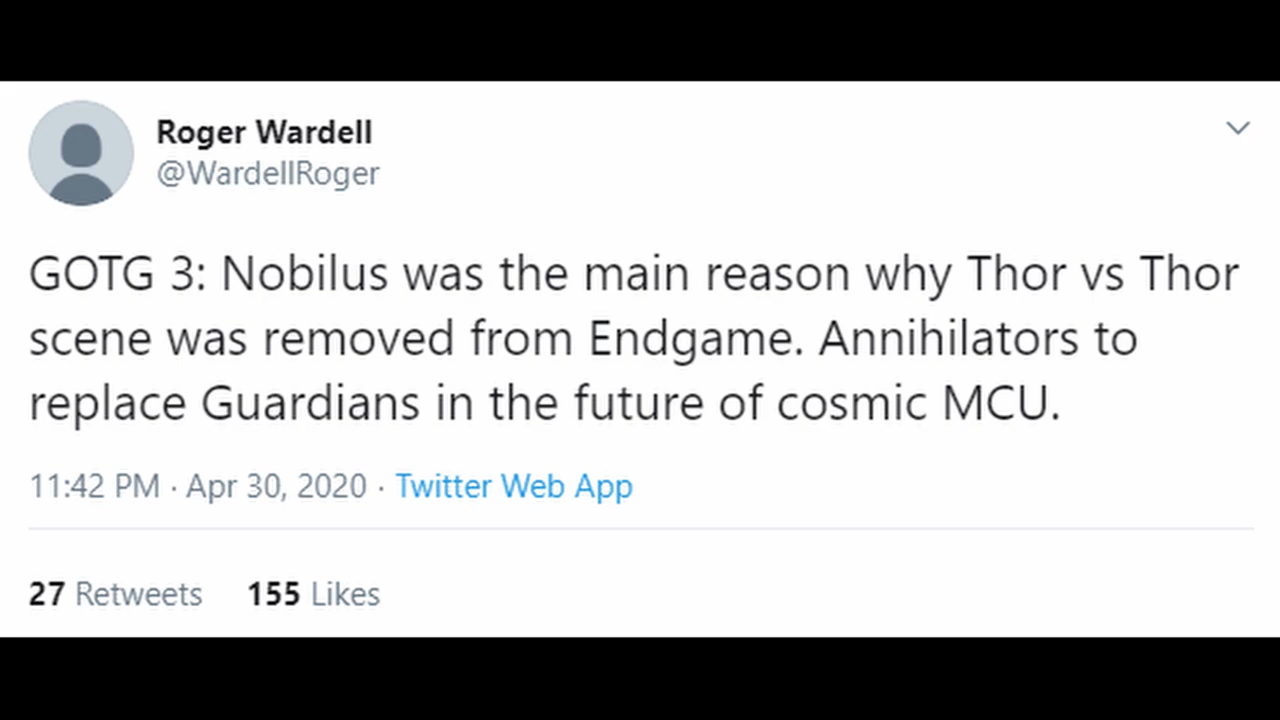 Roger Wardell
@WardellRoger
GOTG 3: Nobilus was the main reason why Thor vs Thor
scene was removed from Endgame. Annihilators to
replace Guardians in the future of cosmic MCU.
11:42 PM · Apr 30, 2020 · Twitter Web App
27 Retweets 155 Likes